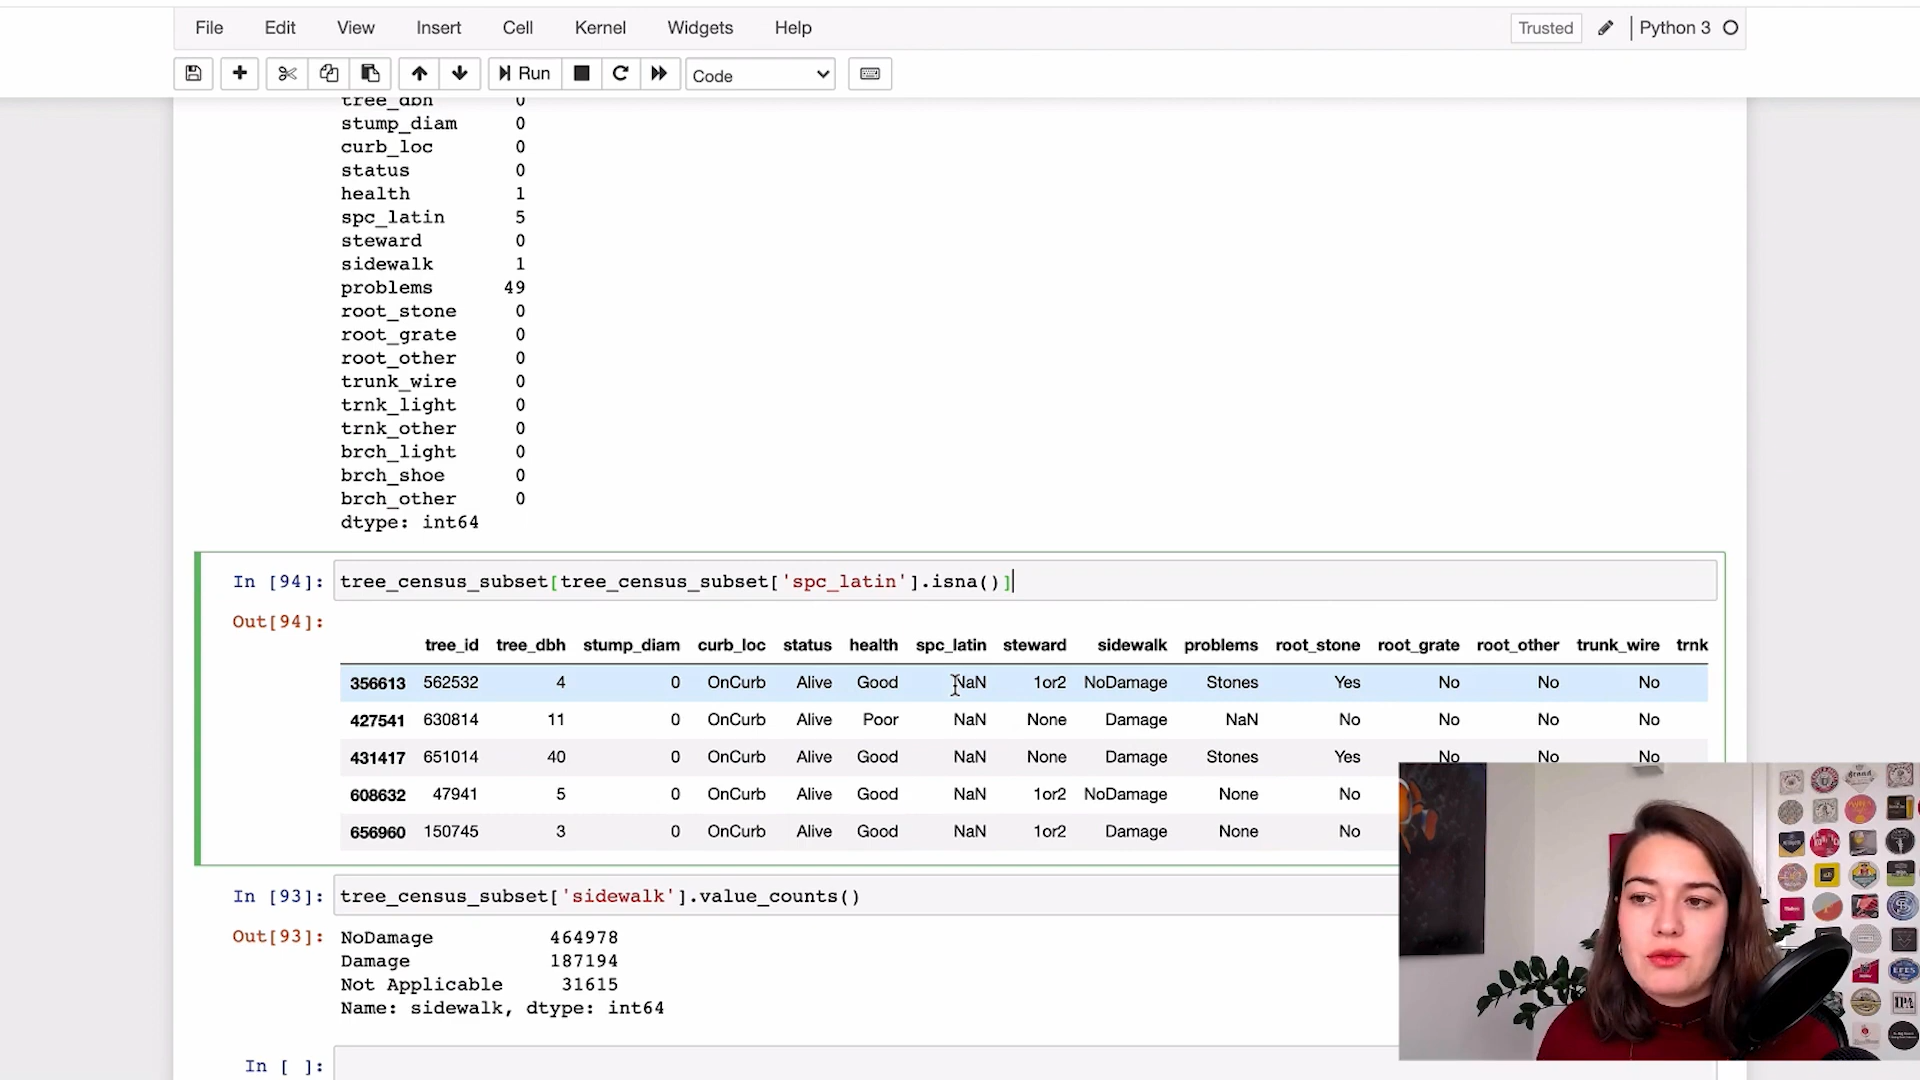 File Edit View Insert Cell Kernel Widgets Help Trusted Python 3
Run Code
tree_dbh 0
stump_diam 0
curb_loc 0
status 0
health 1
spc_latin 5
steward 0
sidewalk 1
problems 49
root_stone 0
root_grate 0
root_other 0
trunk_wire 0
trnk_light 0
trnk_other 0
brch_light 0
brch_shoe 0
brch_other 0
dtype: int64
In [94]: tree_census_subset[tree_census_subset['spc_latin'].isna()]
Out[94]:
tree_id tree_dbh stump_diam curb_loc status health spc_latin steward sidewalk problems root_stone root_grate root_other trunk_wire trnk
356613 562532 4 0 OnCurb Alive Good NaN 1or2 NoDamage Stones Yes No No No
427541 630814 11 0 OnCurb Alive Poor NaN None Damage NaN No No No No
431417 651014 40 0 OnCurb Alive Good NaN None Damage Stones Yes No No No
608632 47941 5 0 OnCurb Alive Good NaN 1or2 NoDamage None No
656960 150745 3 0 OnCurb Alive Good NaN 1or2 Damage None No
In [93]: tree_census_subset['sidewalk'].value_counts()
Out[93]: NoDamage 464978
Damage 187194
Not Applicable 31615
Name: sidewalk, dtype: int64
In [ ]:
EFES
IPA